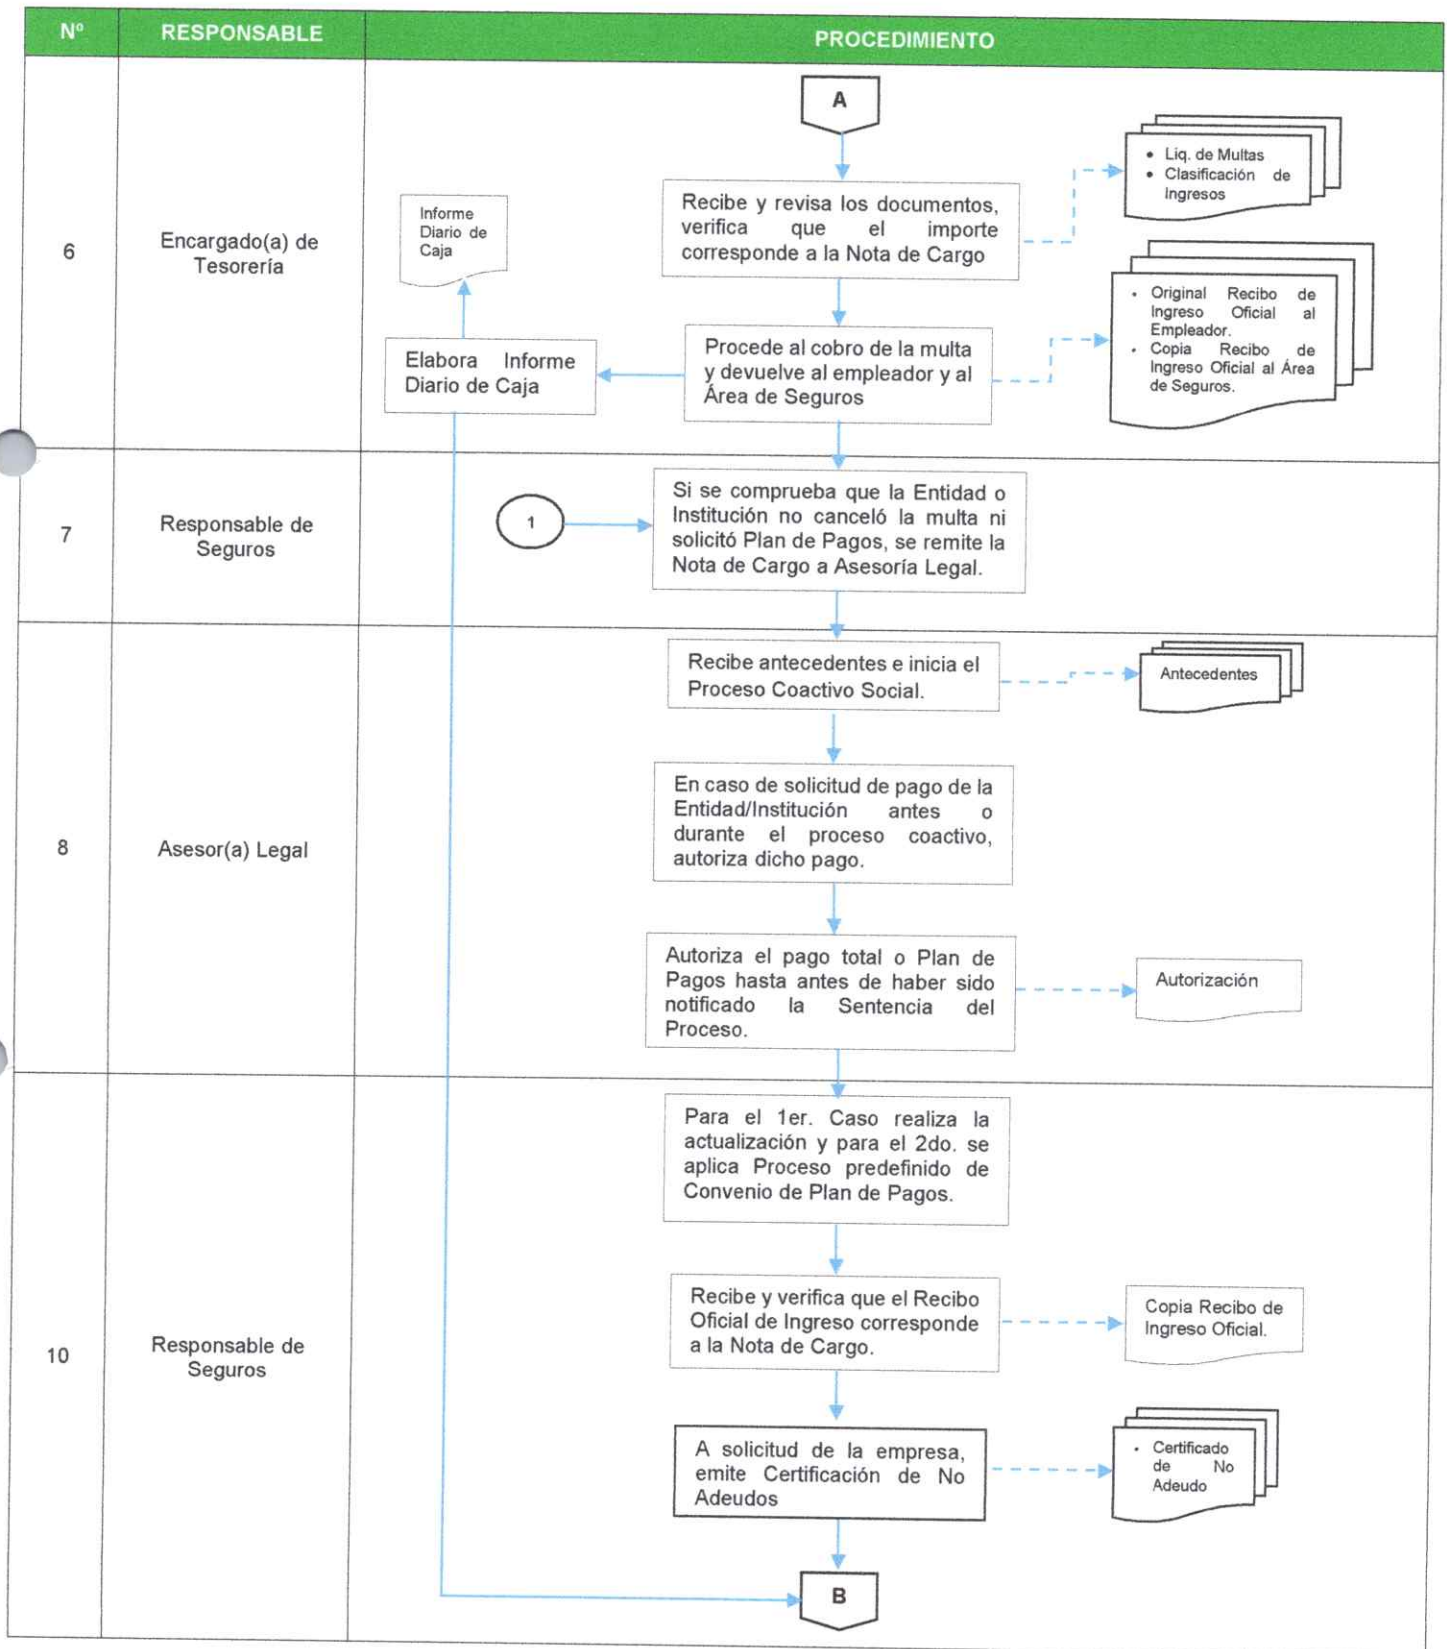 Nº RESPONSABLE PROCEDIMIENTO
A
6
Encargado(a) de
Tesorería
Informe
Diario de
Caja
Recibe y revisa los documentos,
verifica que el importe
corresponde a la Nota de Cargo
• Liq. de Multas
• Clasificación de
Ingresos
Elabora Informe
Diario de Caja
Procede al cobro de la multa
y devuelve al empleador y al
Área de Seguros
• Original Recibo de
Ingreso Oficial al
Empleador.
• Copia Recibo de
Ingreso Oficial al Área
de Seguros.
7
Responsable de
Seguros
1
Si se comprueba que la Entidad o
Institución no canceló la multa ni
solicitó Plan de Pagos, se remite la
Nota de Cargo a Asesoría Legal.
8
Asesor(a) Legal
Recibe antecedentes e inicia el
Proceso Coactivo Social.
Antecedentes
En caso de solicitud de pago de la
Entidad/Institución antes o
durante el proceso coactivo,
autoriza dicho pago.
Autoriza el pago total o Plan de
Pagos hasta antes de haber sido
notificado la Sentencia del
Proceso.
Autorización
10
Responsable de
Seguros
Para el 1er. Caso realiza la
actualización y para el 2do. se
aplica Proceso predefinido de
Convenio de Plan de Pagos.
Recibe y verifica que el Recibo
Oficial de Ingreso corresponde
a la Nota de Cargo.
Copia Recibo de
Ingreso Oficial.
A solicitud de la empresa,
emite Certificación de No
Adeudos
• Certificado
de No
Adeudo
B